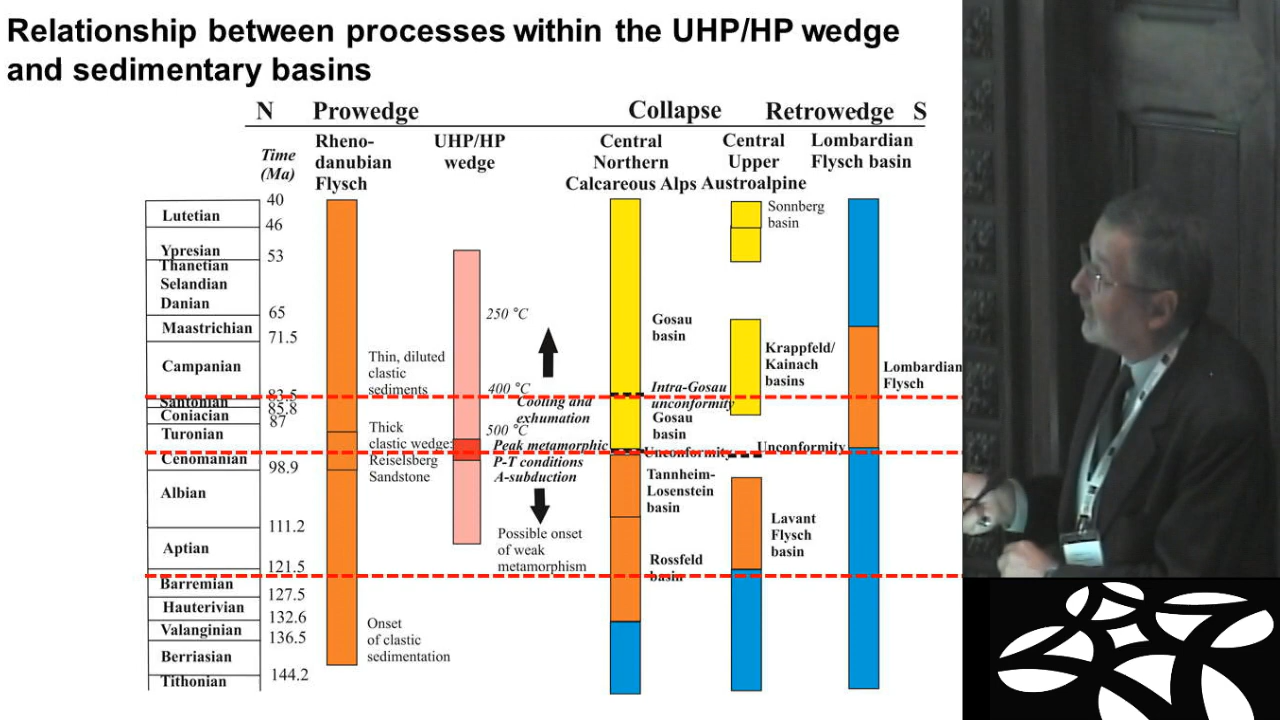 Relationship between processes within the UHP/HP wedge
and sedimentary basins
N Prowedge Collapse Retrowedge S
Time
(Ma)
Rheno-
danubian
Flysch
UHP/HP
wedge
Central
Northern
Calcareous Alps
Central
Upper
Austroalpine
Lombardian
Flysch basin
Lutetian
Ypresian
Thanetian
Selandian
Danian
Maastrichian
Campanian
Santonian
Coniacian
Turonian
Cenomanian
Albian
Aptian
Barremian
Hauterivian
Valanginian
Berriasian
Tithonian
40
46
53
65
71.5
83.5
85.8
87
98.9
111.2
121.5
127.5
132.6
136.5
144.2
Thin, diluted
clastic
sediments
Thick
clastic wedge:
Reiselsberg
Sandstone
Onset
of clastic
sedimentation
250 °C
400 °C
Cooling and
exhumation
500 °C
Peak metamorphic
P-T conditions
A-subduction
Possible onset
of weak
metamorphism
Gosau
basin
Intra-Gosau
unconformity
Gosau
basin
Unconformity
Tannheim-
Losenstein
basin
Rossfeld
basin
Sonnberg
basin
Krappfeld/
Kainach
basins
Unconformity
Lavant
Flysch
basin
Lombardian
Flysch